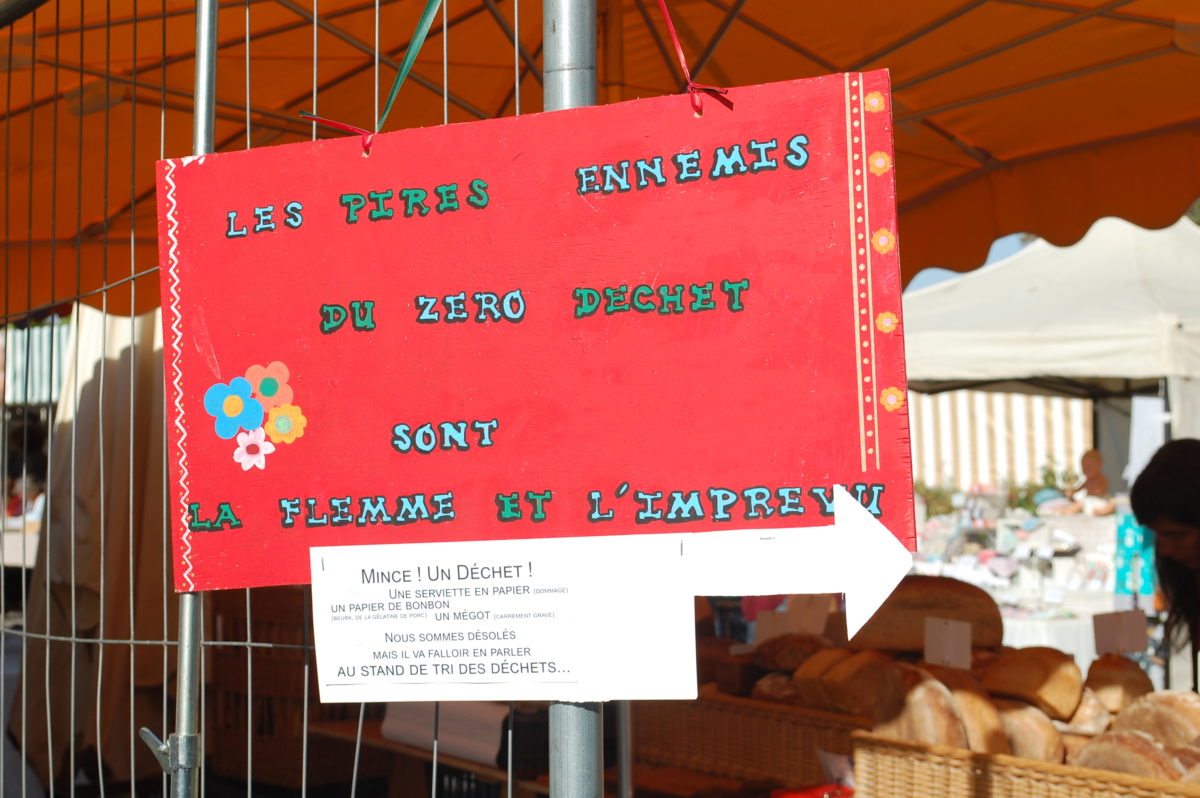 LES PIRES ENNEMIS
DU ZERO DECHET
SONT
LA FLEMME ET L'IMPREVU
MINCE ! UN DÉCHET !
UNE SERVIETTE EN PAPIER (DOMMAGE)
UN PAPIER DE BONBON
(BEURK, DE LA GÉLATINE DE PORC) UN MÉGOT (CARREMENT GRAVE)
NOUS SOMMES DÉSOLÉS
MAIS IL VA FALLOIR EN PARLER
AU STAND DE TRI DES DÉCHETS...